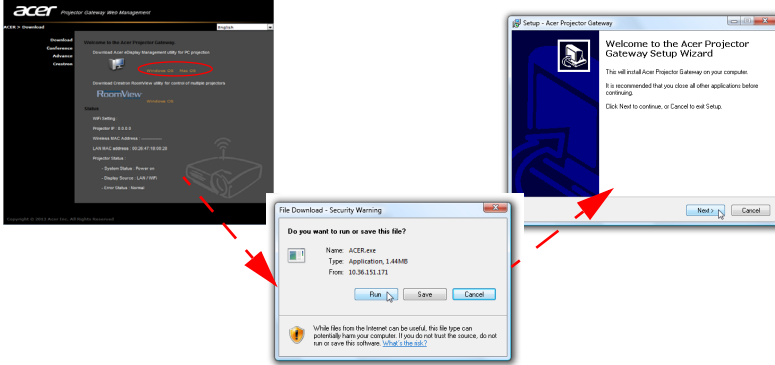 acer Projector Gateway Web Management
ACER > Download
English
Download
Conference
Advance
Crestron
Welcome to the Acer Projector Gateway
Download Acer eDisplay Management utility for PC projection
Windows OS Mac OS
Download Crestron RoomView utility for control of multiple projectors
RoomView
Windows OS
Status
WiFi Setting :
Projector IP : 0.0.0.0
Wireless MAC Address :
LAN MAC address : 00:20:47:18:00:20
Projector Status :
- System Status : Power on
- Display Source : LAN / WiFi
- Error Status : Normal
Copyright © 2013 Acer Inc. All Rights Reserved
File Download - Security Warning
Do you want to run or save this file?
Name: ACER.exe
Type: Application, 1.44MB
From: 10.36.151.171
Run Save Cancel
While files from the Internet can be useful, this file type can
potentially harm your computer. If you do not trust the source, do not
run or save this software. What's the risk?
Setup - Acer Projector Gateway
Welcome to the Acer Projector
Gateway Setup Wizard
This will install Acer Projector Gateway on your computer.
It is recommended that you close all other applications before
continuing.
Click Next to continue, or Cancel to exit Setup.
Next > Cancel